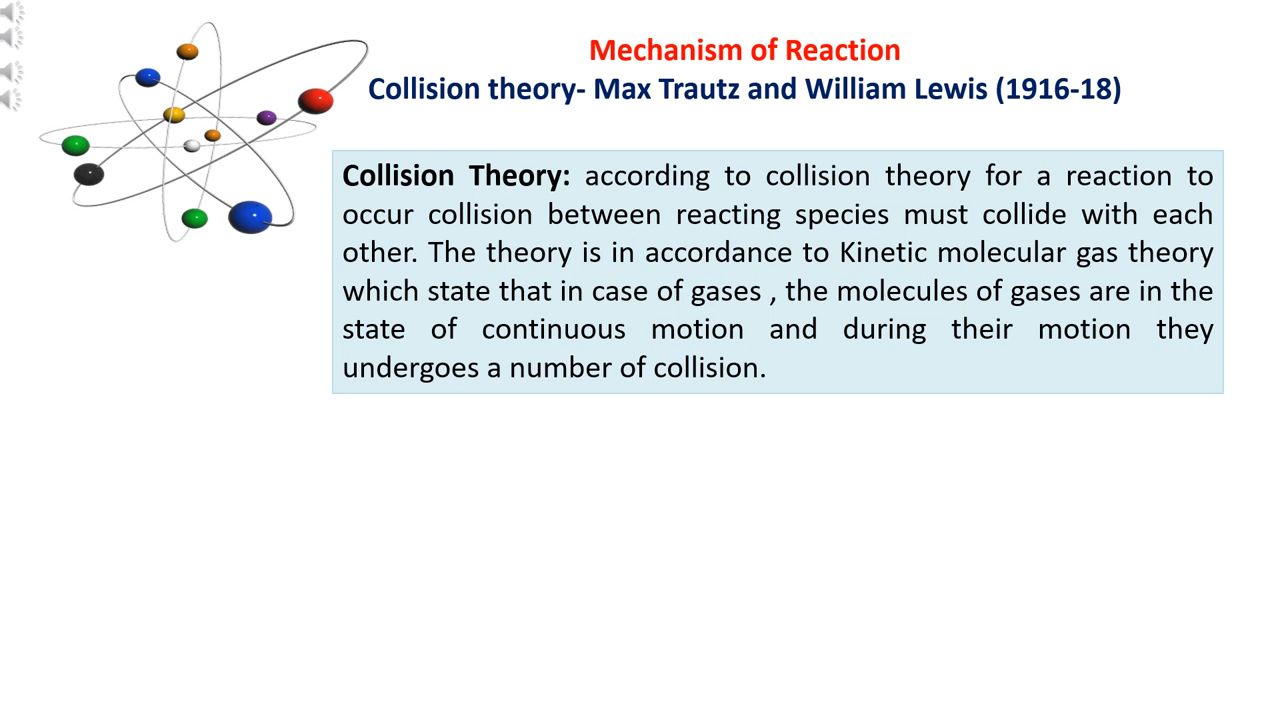 Mechanism of Reaction
Collision theory- Max Trautz and William Lewis (1916-18)
Collision Theory: according to collision theory for a reaction to
occur collision between reacting species must collide with each
other. The theory is in accordance to Kinetic molecular gas theory
which state that in case of gases , the molecules of gases are in the
state of continuous motion and during their motion they
undergoes a number of collision.